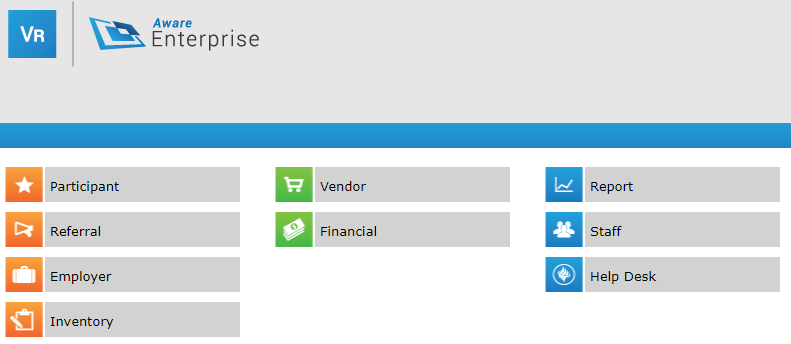 VR
Aware
Enterprise
Participant
Vendor
Report
Referral
Financial
Staff
Employer
Help Desk
Inventory